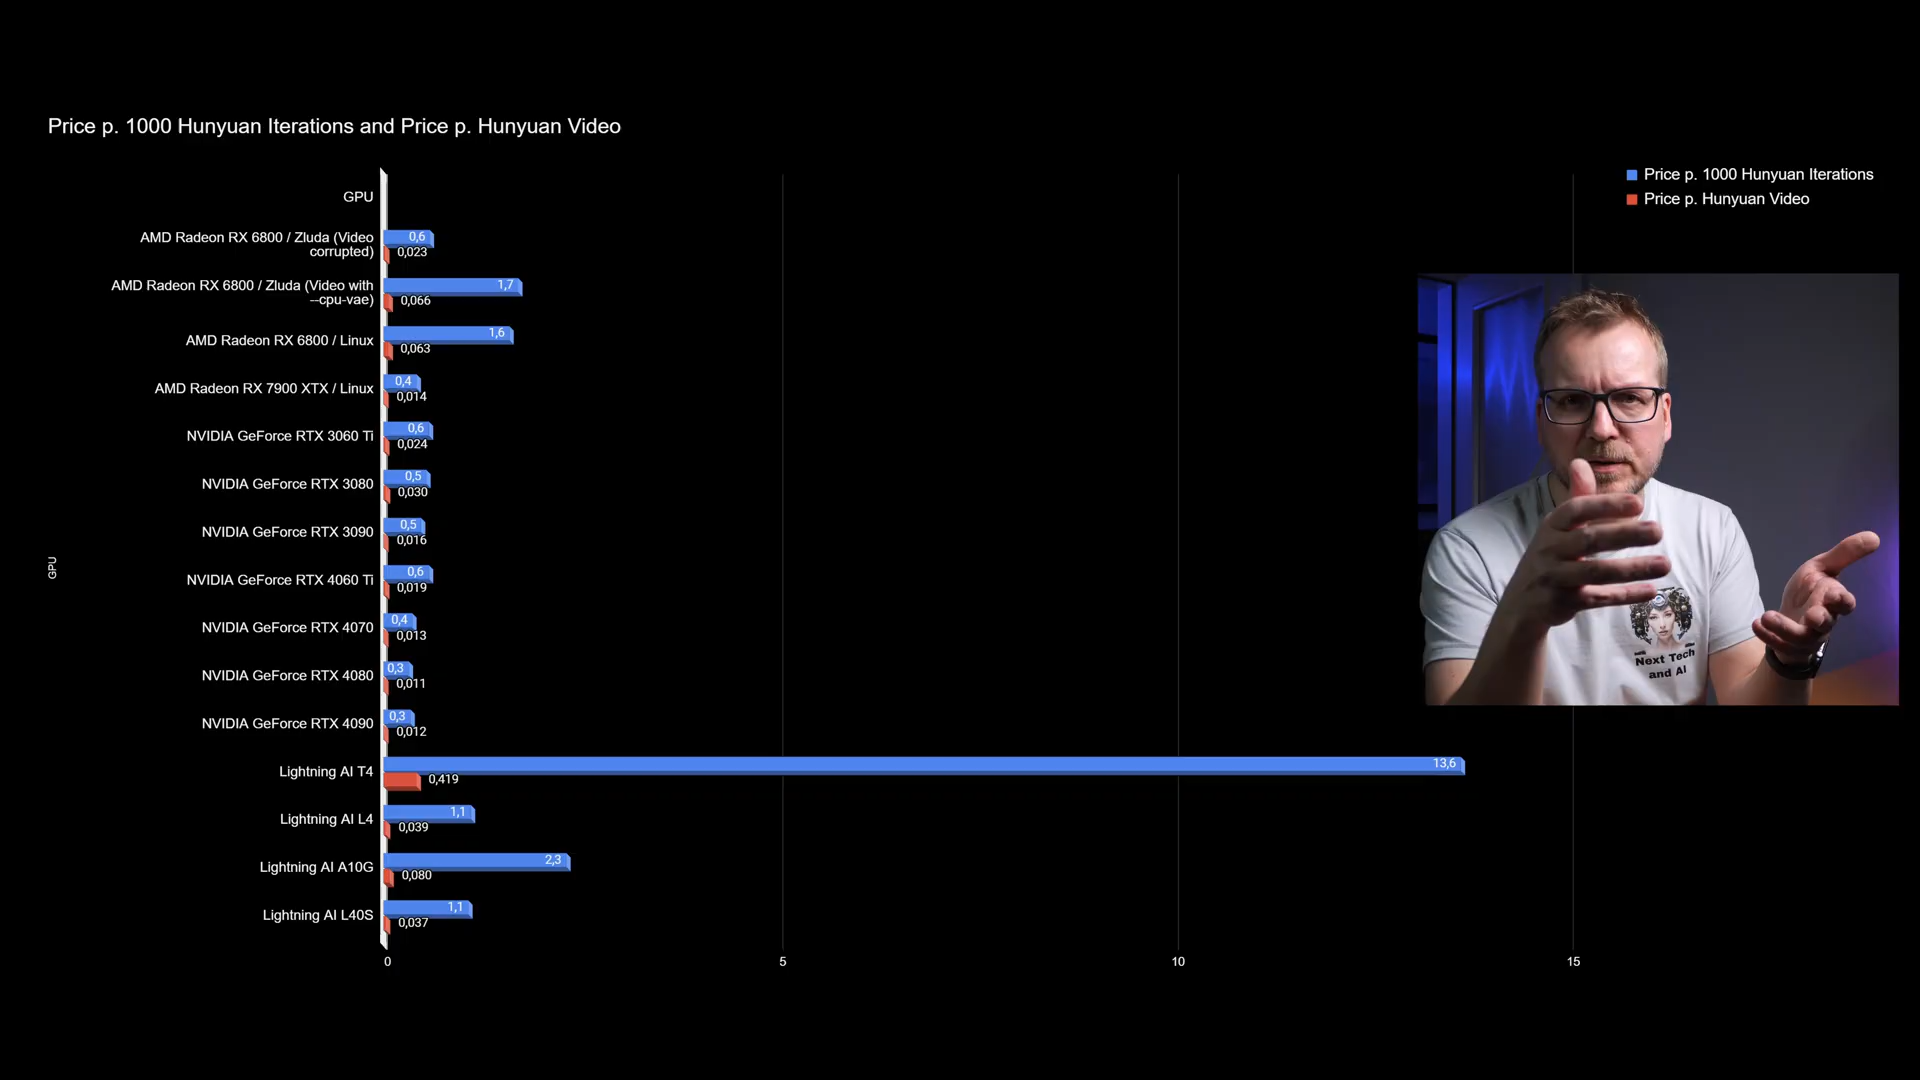 Price p. 1000 Hunyuan Iterations and Price p. Hunyuan Video
Price p. 1000 Hunyuan Iterations
Price p. Hunyuan Video
GPU
GPU
AMD Radeon RX 6800 / Zluda (Video
corrupted)
0,6
0,023
AMD Radeon RX 6800 / Zluda (Video with
--cpu-vae)
1,7
0,066
AMD Radeon RX 6800 / Linux
1,6
0,063
AMD Radeon RX 7900 XTX / Linux
0,4
0,014
NVIDIA GeForce RTX 3060 Ti
0,6
0,024
NVIDIA GeForce RTX 3080
0,5
0,030
NVIDIA GeForce RTX 3090
0,5
0,016
NVIDIA GeForce RTX 4060 Ti
0,6
0,019
NVIDIA GeForce RTX 4070
0,4
0,013
NVIDIA GeForce RTX 4080
0,3
0,011
NVIDIA GeForce RTX 4090
0,3
0,012
Lightning AI T4
13,6
0,419
Lightning AI L4
1,1
0,039
Lightning AI A10G
2,3
0,080
Lightning AI L40S
1,1
0,037
0
5
10
15
Next Tech
and AI